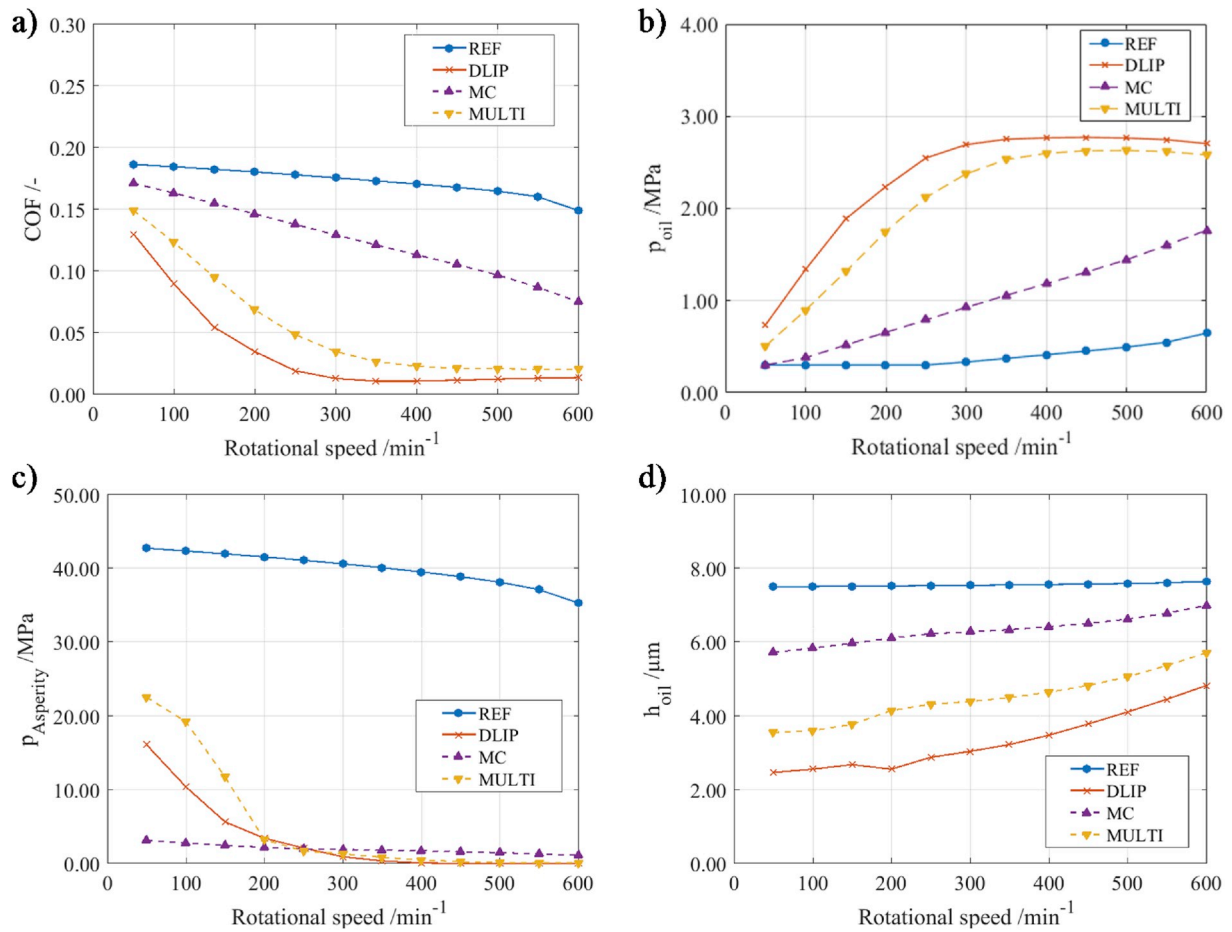 a)
0.30
0.25
0.20
0.15
0.10
0.05
0.00
COF /-
0 100 200 300 400 500 600
Rotational speed /min⁻¹
REF
DLIP
MC
MULTI
b)
4.00
3.00
2.00
1.00
0.00
p_oil /MPa
0 100 200 300 400 500 600
Rotational speed /min⁻¹
REF
DLIP
MC
MULTI
c)
50.00
40.00
30.00
20.00
10.00
0.00
p_Asperity /MPa
0 100 200 300 400 500 600
Rotational speed /min⁻¹
REF
DLIP
MC
MULTI
d)
10.00
8.00
6.00
4.00
2.00
0.00
h_oil /μm
0 100 200 300 400 500 600
Rotational speed /min⁻¹
REF
DLIP
MC
MULTI